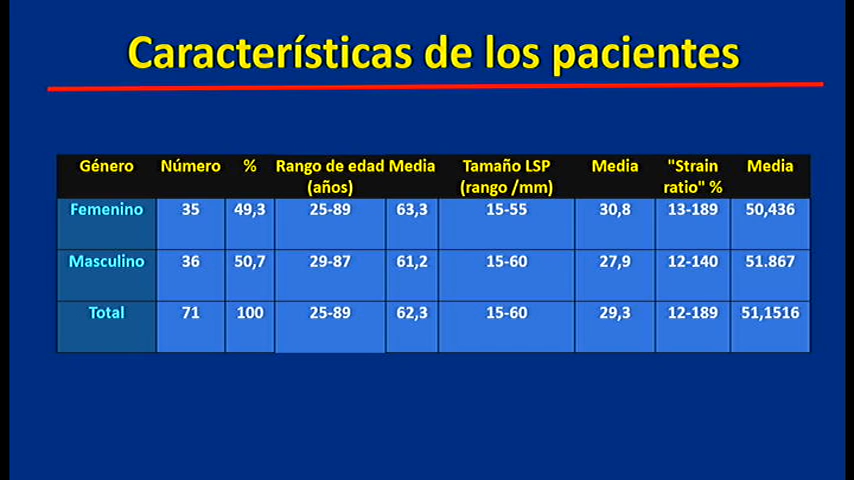 Características de los pacientes
Género Número % Rango de edad Media Tamaño LSP Media "Strain Media
(años) (rango /mm) ratio" %
Femenino 35 49,3 25-89 63,3 15-55 30,8 13-189 50,436
Masculino 36 50,7 29-87 61,2 15-60 27,9 12-140 51.867
Total 71 100 25-89 62,3 15-60 29,3 12-189 51,1516